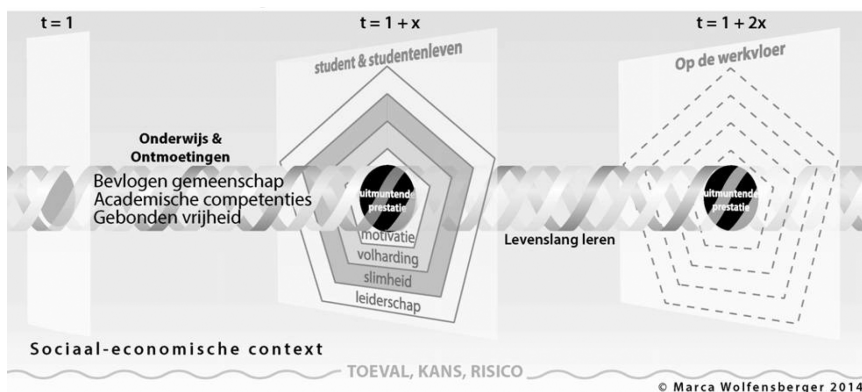 t = 1
t = 1 + x
t = 1 + 2x
student & studentenleven
Op de werkvloer
Onderwijs &
Ontmoetingen
Bevlogen gemeenschap
Academische competenties
Gebonden vrijheid
uitmuntende
prestatie
motivatie
volharding
slimheid
leiderschap
Levenslang leren
uitmuntende
prestatie
Sociaal-economische context
TOEVAL, KANS, RISICO
© Marca Wolfensberger 2014